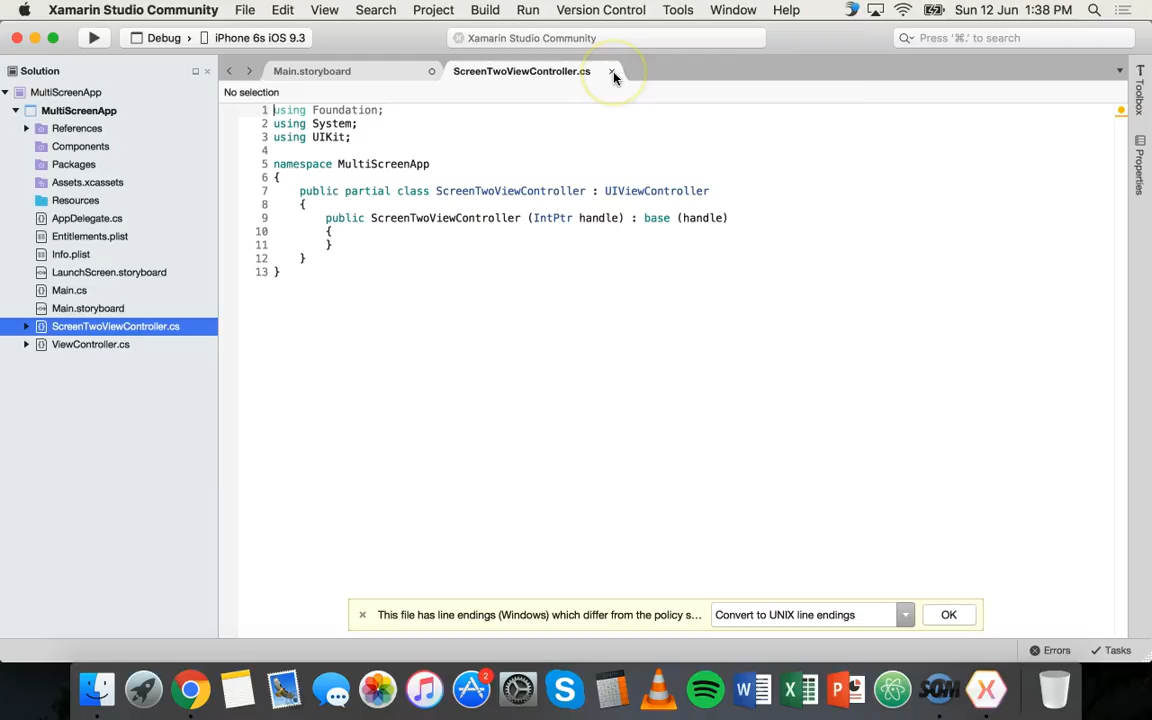 Xamarin Studio Community File Edit View Search Project Build Run Version Control Tools Window Help Sun 12 Jun 1:38 PM
Debug › iPhone 6s iOS 9.3
Xamarin Studio Community
Press '⌘.' to search
Solution
Main.storyboard
ScreenTwoViewController.cs
No selection
MultiScreenApp
MultiScreenApp
References
Components
Packages
Assets.xcassets
Resources
AppDelegate.cs
Entitlements.plist
Info.plist
LaunchScreen.storyboard
Main.cs
Main.storyboard
ScreenTwoViewController.cs
ViewController.cs
1 using Foundation;
2 using System;
3 using UIKit;
4
5 namespace MultiScreenApp
6 {
7 public partial class ScreenTwoViewController : UIViewController
8 {
9 public ScreenTwoViewController (IntPtr handle) : base (handle)
10 {
11 }
12 }
13 }
Toolbox
Properties
This file has line endings (Windows) which differ from the policy s... Convert to UNIX line endings OK
Errors Tasks
2
W X P SOM